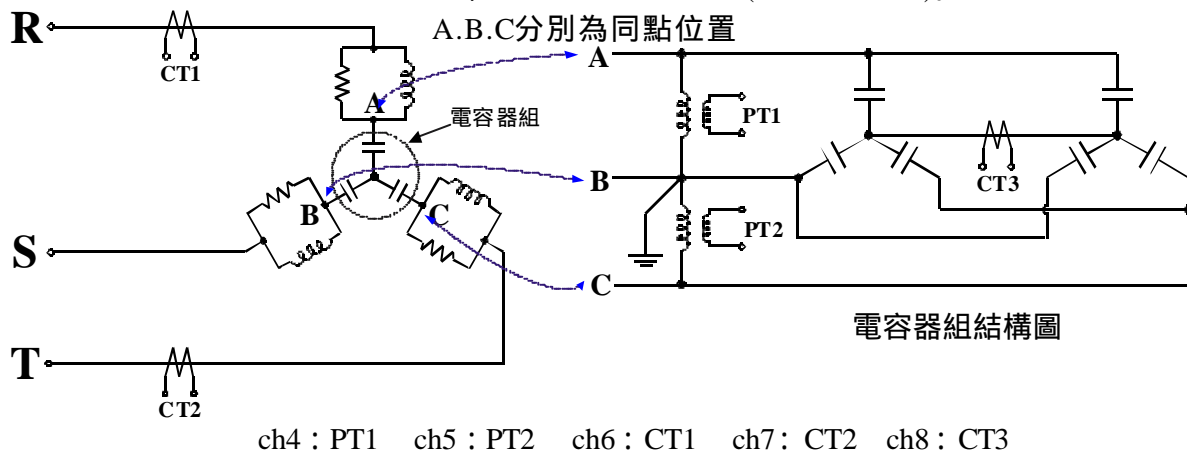 A.B.C分別為同點位置
R
CT1
A
電容器組
B
C
S
T
CT2
A
PT1
B
CT3
PT2
C
電容器組結構圖
ch4：PT1 ch5：PT2 ch6：CT1 ch7：CT2 ch8：CT3